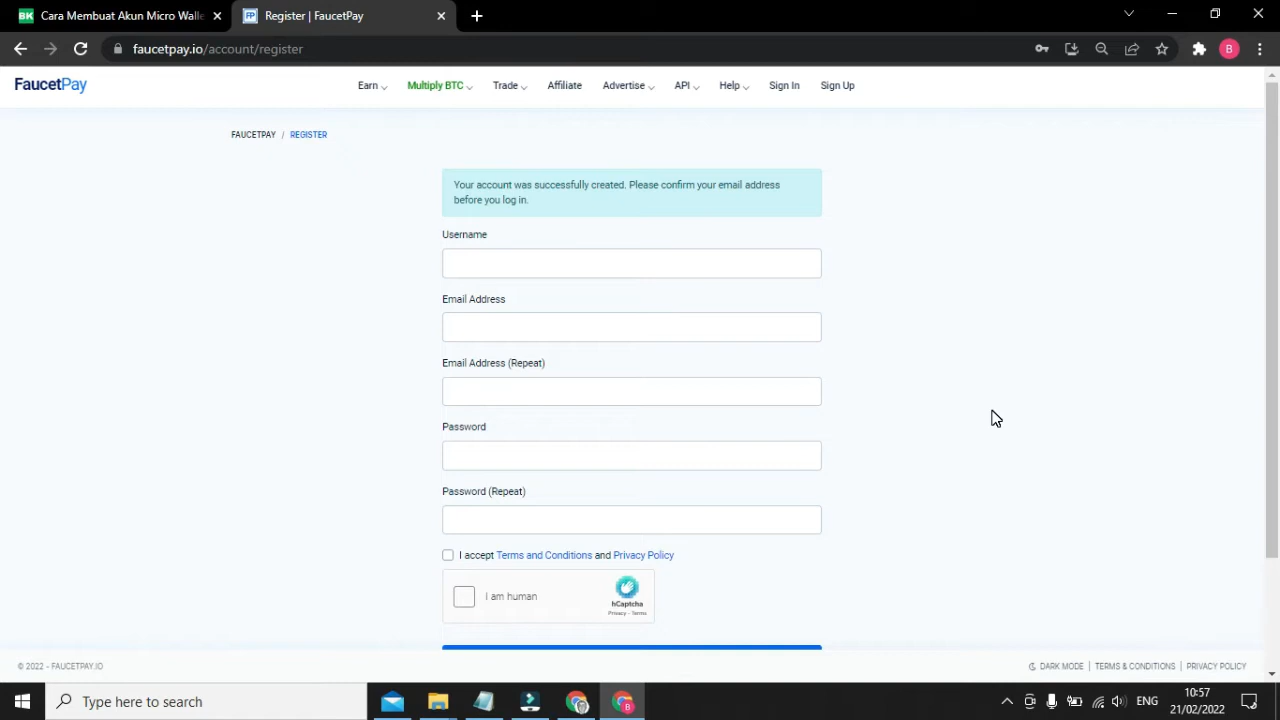 Cara Membuat Akun Micro Walle
Register | FaucetPay
faucetpay.io/account/register
B
FaucetPay
Earn
Multiply BTC
Trade
Affiliate
Advertise
API
Help
Sign In
Sign Up
FAUCETPAY / REGISTER
Your account was successfully created. Please confirm your email address
before you log in.
Username
Email Address
Email Address (Repeat)
Password
Password (Repeat)
I accept Terms and Conditions and Privacy Policy
I am human
hCaptcha
Privacy - Terms
© 2022 - FAUCETPAY.IO
DARK MODE | TERMS & CONDITIONS | PRIVACY POLICY
Type here to search
ENG
10:57
21/02/2022